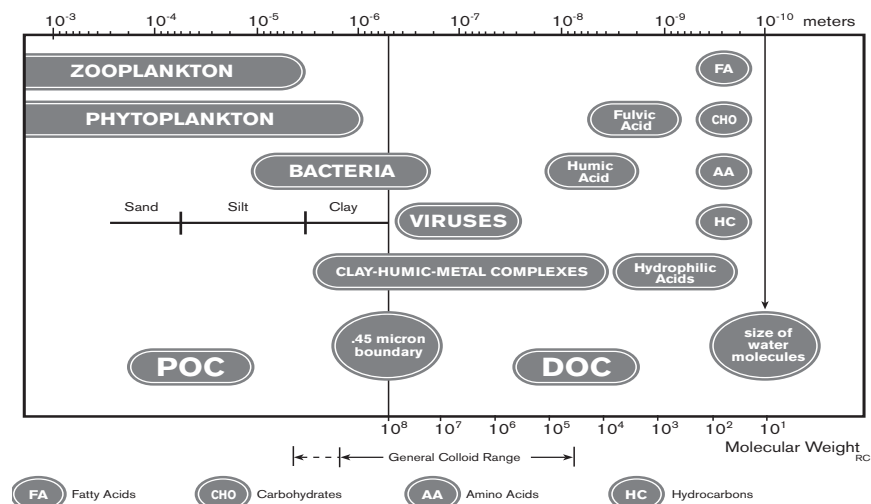 10-3 10-4 10-5 10-6 10-7 10-8 10-9 10-10 meters
ZOOPLANKTON
FA
PHYTOPLANKTON
Fulvic
Acid
CHO
BACTERIA
Humic
Acid
AA
Sand Silt Clay
VIRUSES
HC
CLAY-HUMIC-METAL COMPLEXES
Hydrophilic
Acids
.45 micron
boundary
size of
water
molecules
POC
DOC
10⁸ 10⁷ 10⁶ 10⁵ 10⁴ 10³ 10² 10¹
Molecular Weight
RC
General Colloid Range
FA Fatty Acids CHO Carbohydrates AA Amino Acids HC Hydrocarbons